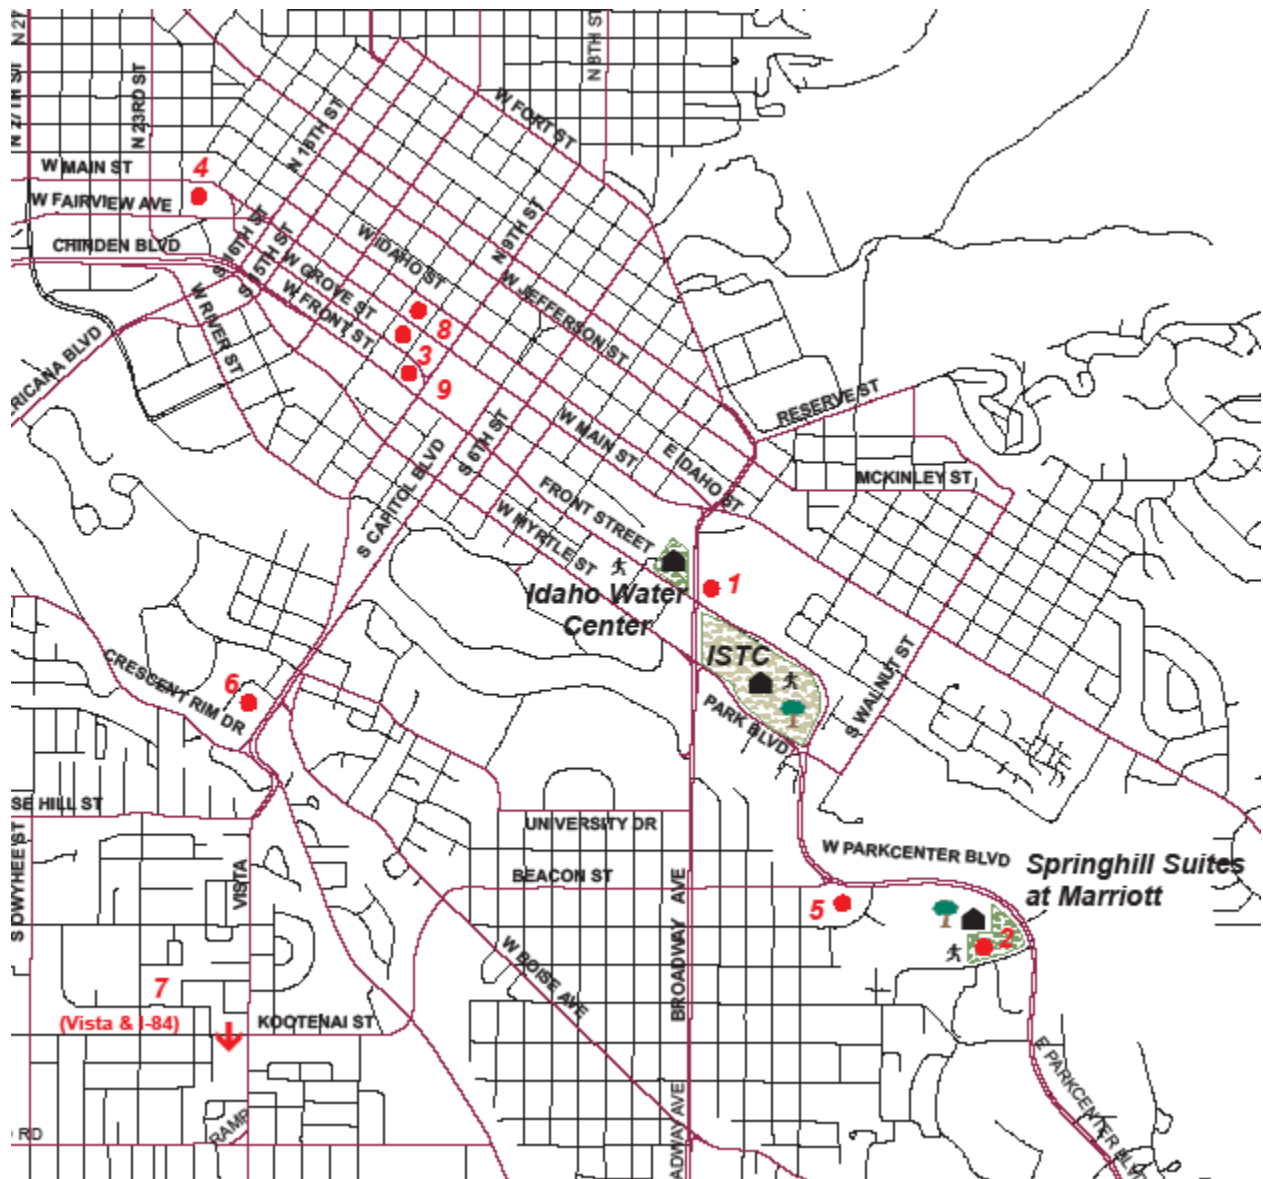 N 27
N 8TH ST
N 27TH ST
N 23RD ST
W FORT ST
N 16TH ST
W MAIN ST
4
W FAIRVIEW AVE
N 9TH ST
S 16TH ST
S 15TH ST
CHINDEN BLVD
W IDAHO ST
W GROVE ST
W JEFFERSON ST
W FRONT ST
W RIVER ST
8
3
9
ERICANA BLVD
RESERVE ST
W MAIN ST
E IDAHO ST
S 6TH ST
S CAPITOL BLVD
MCKINLEY ST
FRONT STREET
W MYRTLE ST
1
Idaho Water
Center
ISTC
S WALNUT ST
CRESCENT RIM DR
6
PARK BLVD
SE HILL ST
UNIVERSITY DR
W PARKCENTER BLVD
Springhill Suites
at Marriott
S OWYHEE ST
VISTA
BEACON ST
BROADWAY AVE
5
2
W BOISE AVE
7
(Vista & I-84)
KOOTENAI ST
E PARKCENTER BLVD
RAMP
RD
ADWAY AVE